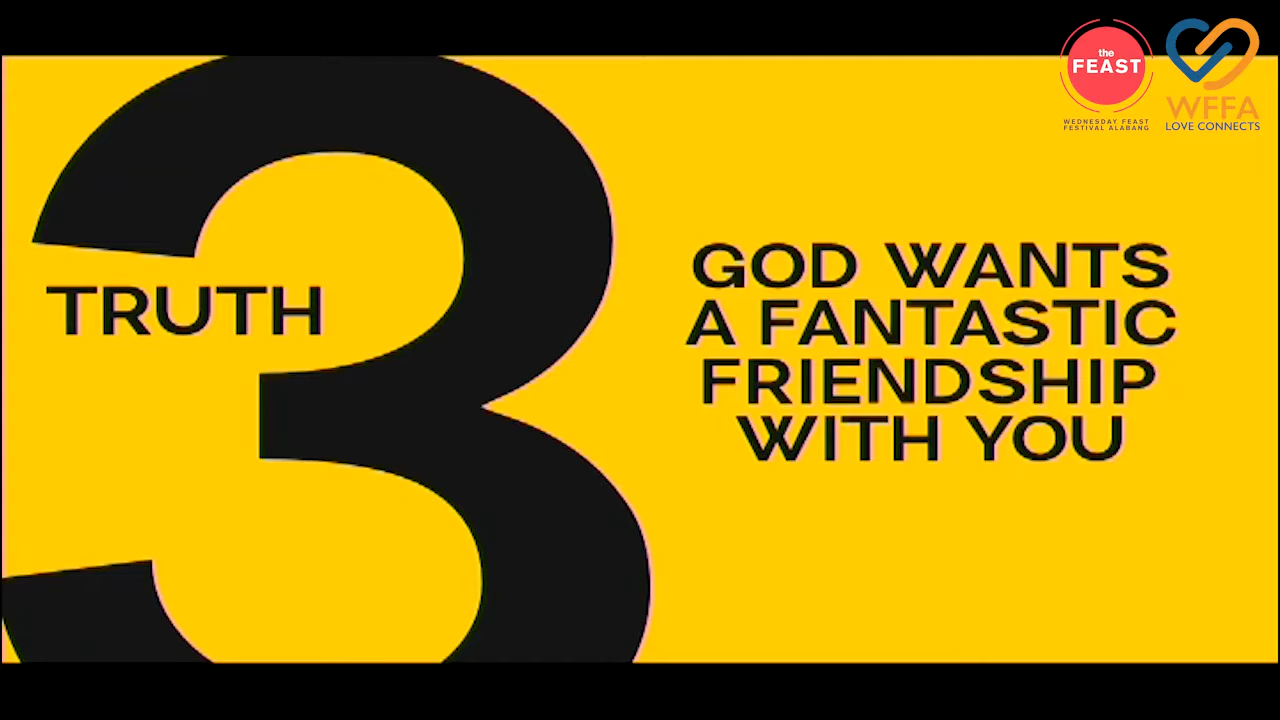 the
FEAST
WEDNESDAY FEAST
FESTIVAL ALABANG
WFFA
LOVE CONNECTS
3
TRUTH
GOD WANTS
A FANTASTIC
FRIENDSHIP
WITH YOU